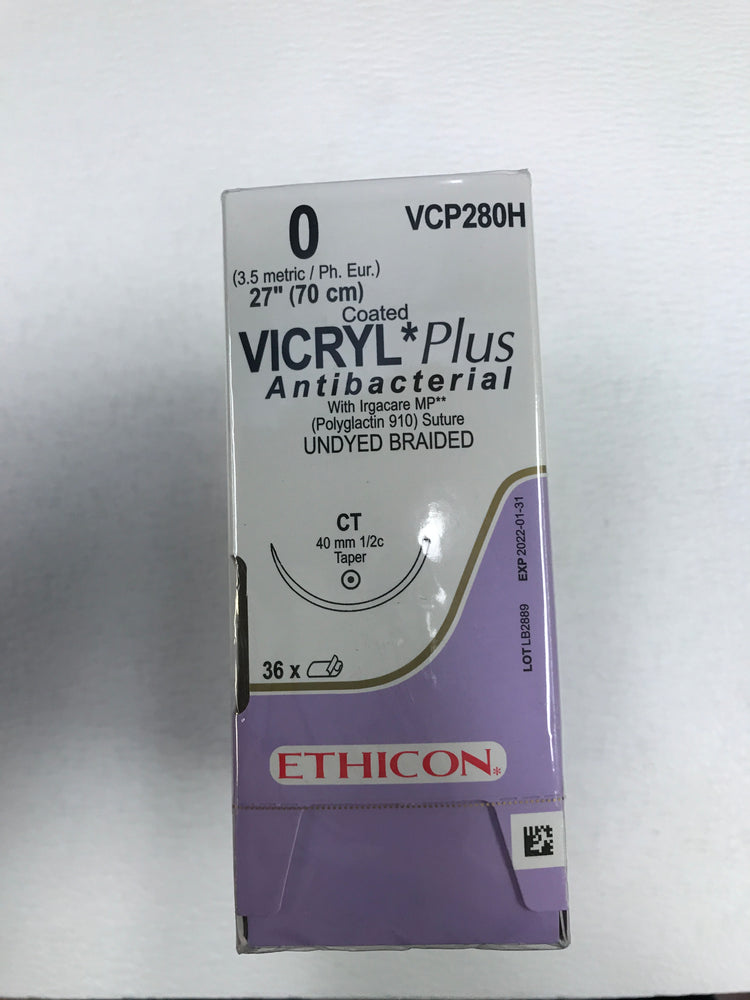 0
VCP280H
(3.5 metric / Ph. Eur.)
27" (70 cm)
Coated
VICRYL* Plus
Antibacterial
With Irgacare MP**
(Polyglactin 910) Suture
UNDYED BRAIDED
CT
40 mm 1/2c
Taper
36 x
LOT LB2889 EXP 2022-01-31
ETHICON*